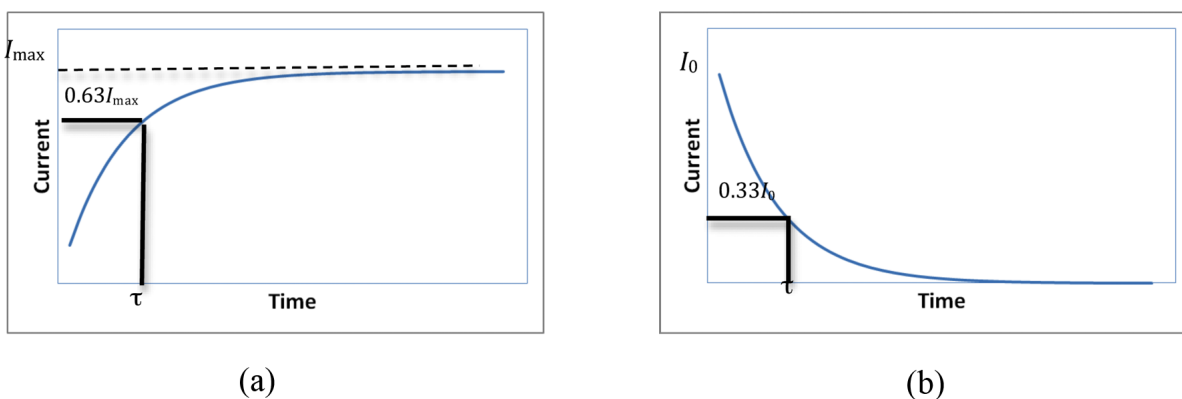 I_max
0.63I_max
Current
τ
Time
(a)
I_0
Current
0.33I_0
τ
Time
(b)